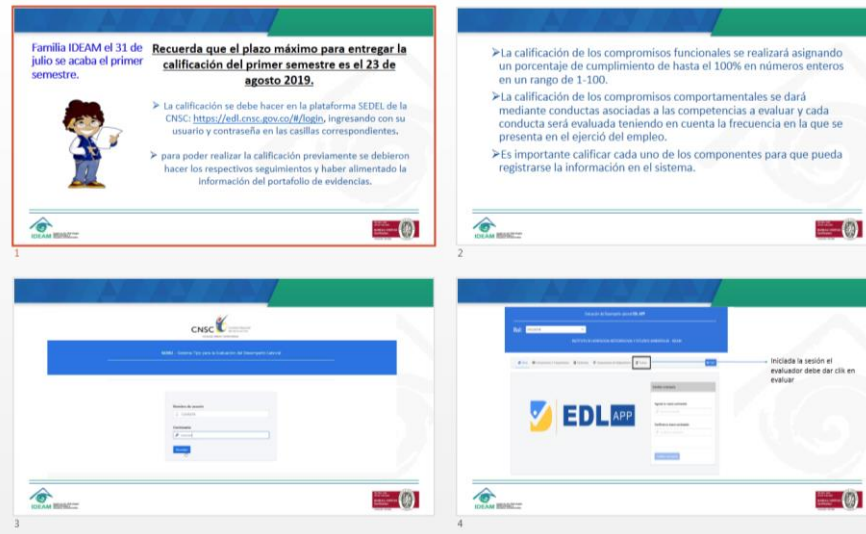 Familia IDEAM el 31 de
julio se acaba el primer
semestre.
Recuerda que el plazo máximo para entregar la
calificación del primer semestre es el 23 de
agosto 2019.
➤ La calificación se debe hacer en la plataforma SEDEL de la
CNSC: https://edl.cnsc.gov.co/#/login, ingresando con su
usuario y contraseña en las casillas correspondientes.
➤ para poder realizar la calificación previamente se debieron
hacer los respectivos seguimientos y haber alimentado la
información del portafolio de evidencias.
IDEAM
1
➤La calificación de los compromisos funcionales se realizará asignando
un porcentaje de cumplimiento de hasta el 100% en números enteros
en un rango de 1-100.
➤La calificación de los compromisos comportamentales se dará
mediante conductas asociadas a las competencias a evaluar y cada
conducta será evaluada teniendo en cuenta la frecuencia en la que se
presenta en el ejerció del empleo.
➤Es importante calificar cada uno de los componentes para que pueda
registrarse la información en el sistema.
IDEAM
2
CNSC
Nombre de usuario
Contraseña
IDEAM
3
Rol:
EDL APP
Iniciada la sesión el
evaluador debe dar clik en
evaluar
IDEAM
4